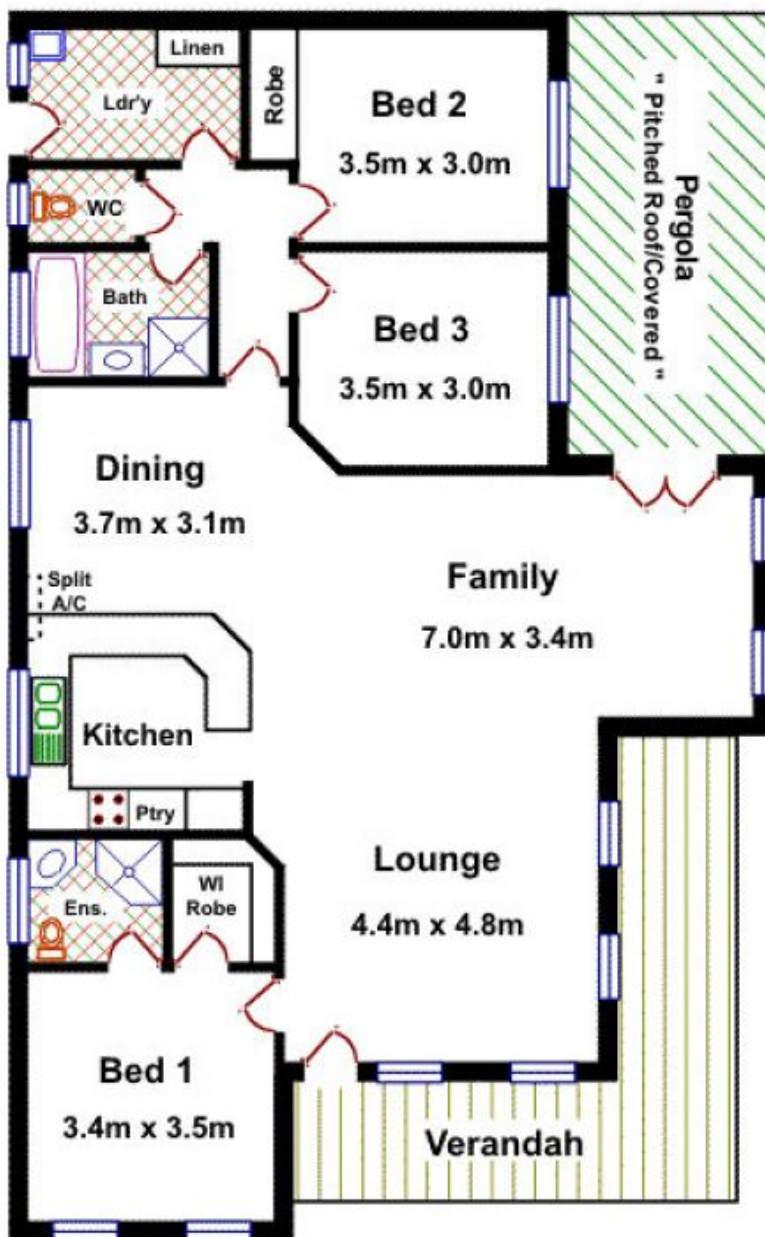 Linen
Ldr'y
Robe
Bed 2
3.5m x 3.0m
Pergola
" Pitched Roof/Covered "
WC
Bath
Bed 3
3.5m x 3.0m
Dining
3.7m x 3.1m
Split
A/C
Family
7.0m x 3.4m
Kitchen
Ptry
Lounge
4.4m x 4.8m
WI
Robe
Ens.
Bed 1
3.4m x 3.5m
Verandah